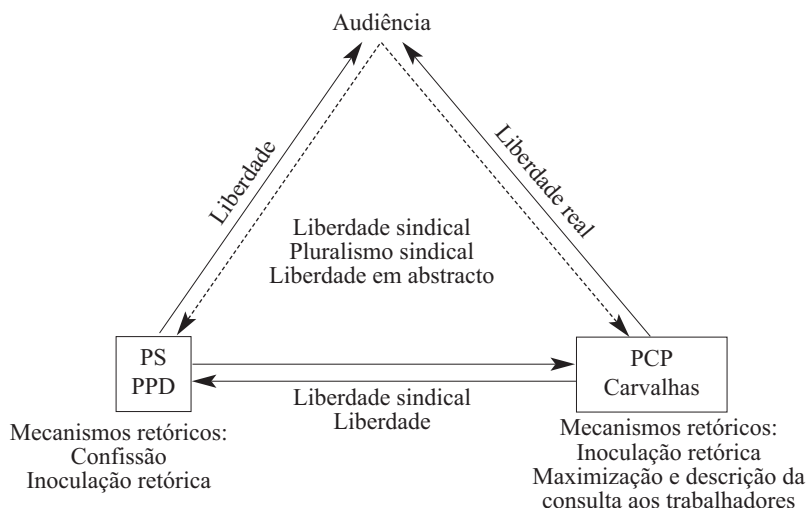 Audiência
Liberdade
Liberdade real
Liberdade sindical
Pluralismo sindical
Liberdade em abstracto
PS
PPD
PCP
Carvalhas
Liberdade sindical
Liberdade
Mecanismos retóricos:
Confissão
Inoculação retórica
Mecanismos retóricos:
Inoculação retórica
Maximização e descrição da
consulta aos trabalhadores